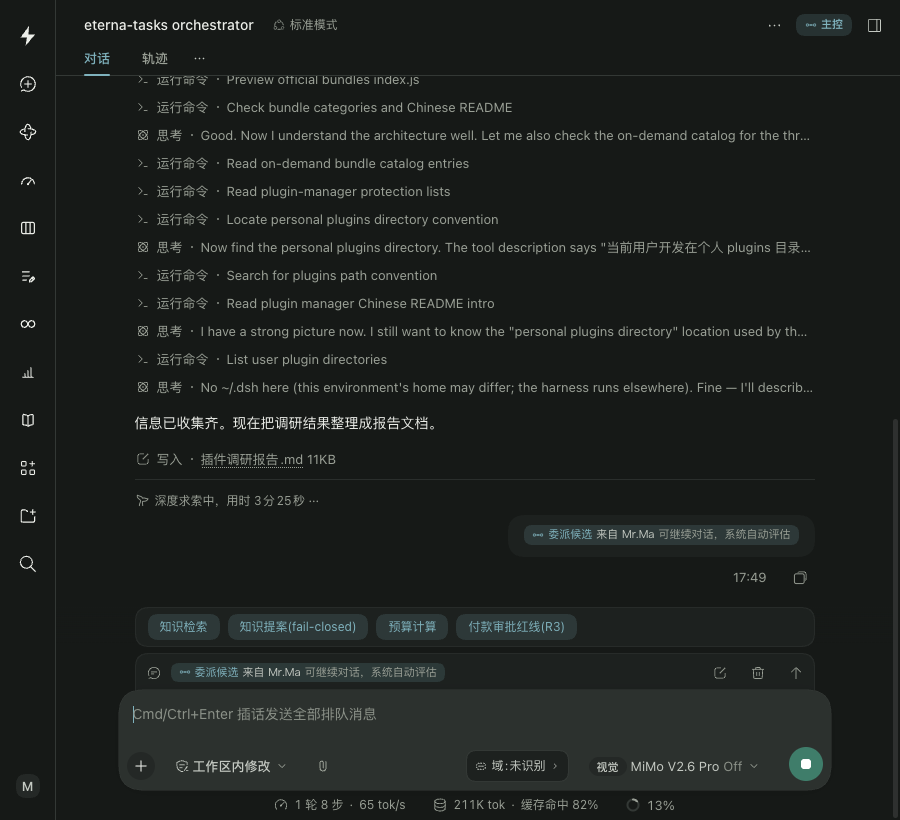 eterna-tasks orchestrator 标准模式 ··· 主控
对话 轨迹 ···
运行命令 · Preview official bundles index.js
运行命令 · Check bundle categories and Chinese README
思考 · Good. Now I understand the architecture well. Let me also check the on-demand catalog for the thr...
运行命令 · Read on-demand bundle catalog entries
运行命令 · Read plugin-manager protection lists
运行命令 · Locate personal plugins directory convention
思考 · Now find the personal plugins directory. The tool description says "当前用户开发在个人 plugins 目录...
运行命令 · Search for plugins path convention
运行命令 · Read plugin manager Chinese README intro
思考 · I have a strong picture now. I still want to know the "personal plugins directory" location used by th...
运行命令 · List user plugin directories
思考 · No ~/.dsh here (this environment's home may differ; the harness runs elsewhere). Fine — I'll describ...
信息已收集齐。现在把调研结果整理成报告文档。
写入 · 插件调研报告.md 11KB
深度求索中，用时 3分25秒 ···
委派候选 来自 Mr.Ma 可继续对话，系统自动评估
17:49
知识检索 知识提案(fail-closed) 预算计算 付款审批红线(R3)
委派候选 来自 Mr.Ma 可继续对话，系统自动评估
Cmd/Ctrl+Enter 插话发送全部排队消息
工作区内修改 域:未识别 › 视觉 MiMo V2.6 Pro Off
M
1 轮 8 步 · 65 tok/s 211K tok · 缓存命中 82% 13%